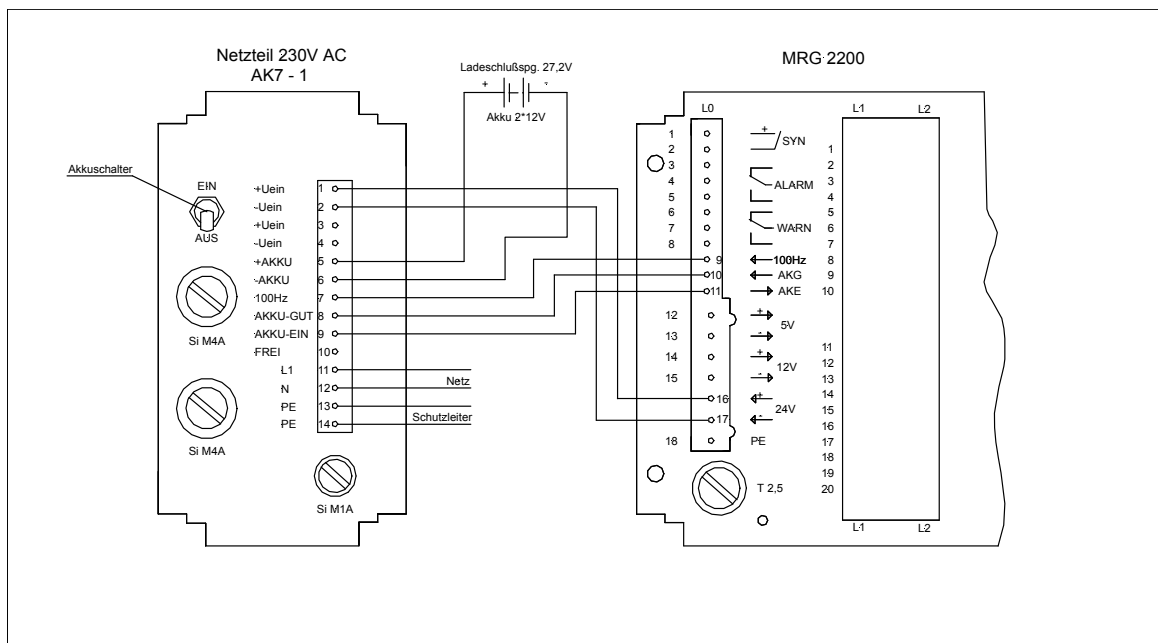 Netzteil 230V AC
AK7 - 1
Ladeschlußspg. 27,2V
+ -
Akku 2*12V
MRG 2200
Akkuschalter
EIN
AUS
Si M4A
Si M4A
Si M1A
+Uein 1
-Uein 2
+Uein 3
-Uein 4
+AKKU 5
-AKKU 6
100Hz 7
AKKU-GUT 8
AKKU-EIN 9
FREI 10
L1 11
N 12
PE 13
PE 14
Netz
Schutzleiter
L0
1
2
3
4
5
6
7
8
9
10
11
12
13
14
15
16
17
18
+ SYN
ALARM
WARN
100Hz
AKG
AKE
+
- 5V
+
- 12V
+
- 24V
PE
T 2,5
L1 L2
1
2
3
4
5
6
7
8
9
10
11
12
13
14
15
16
17
18
19
20
L1 L2